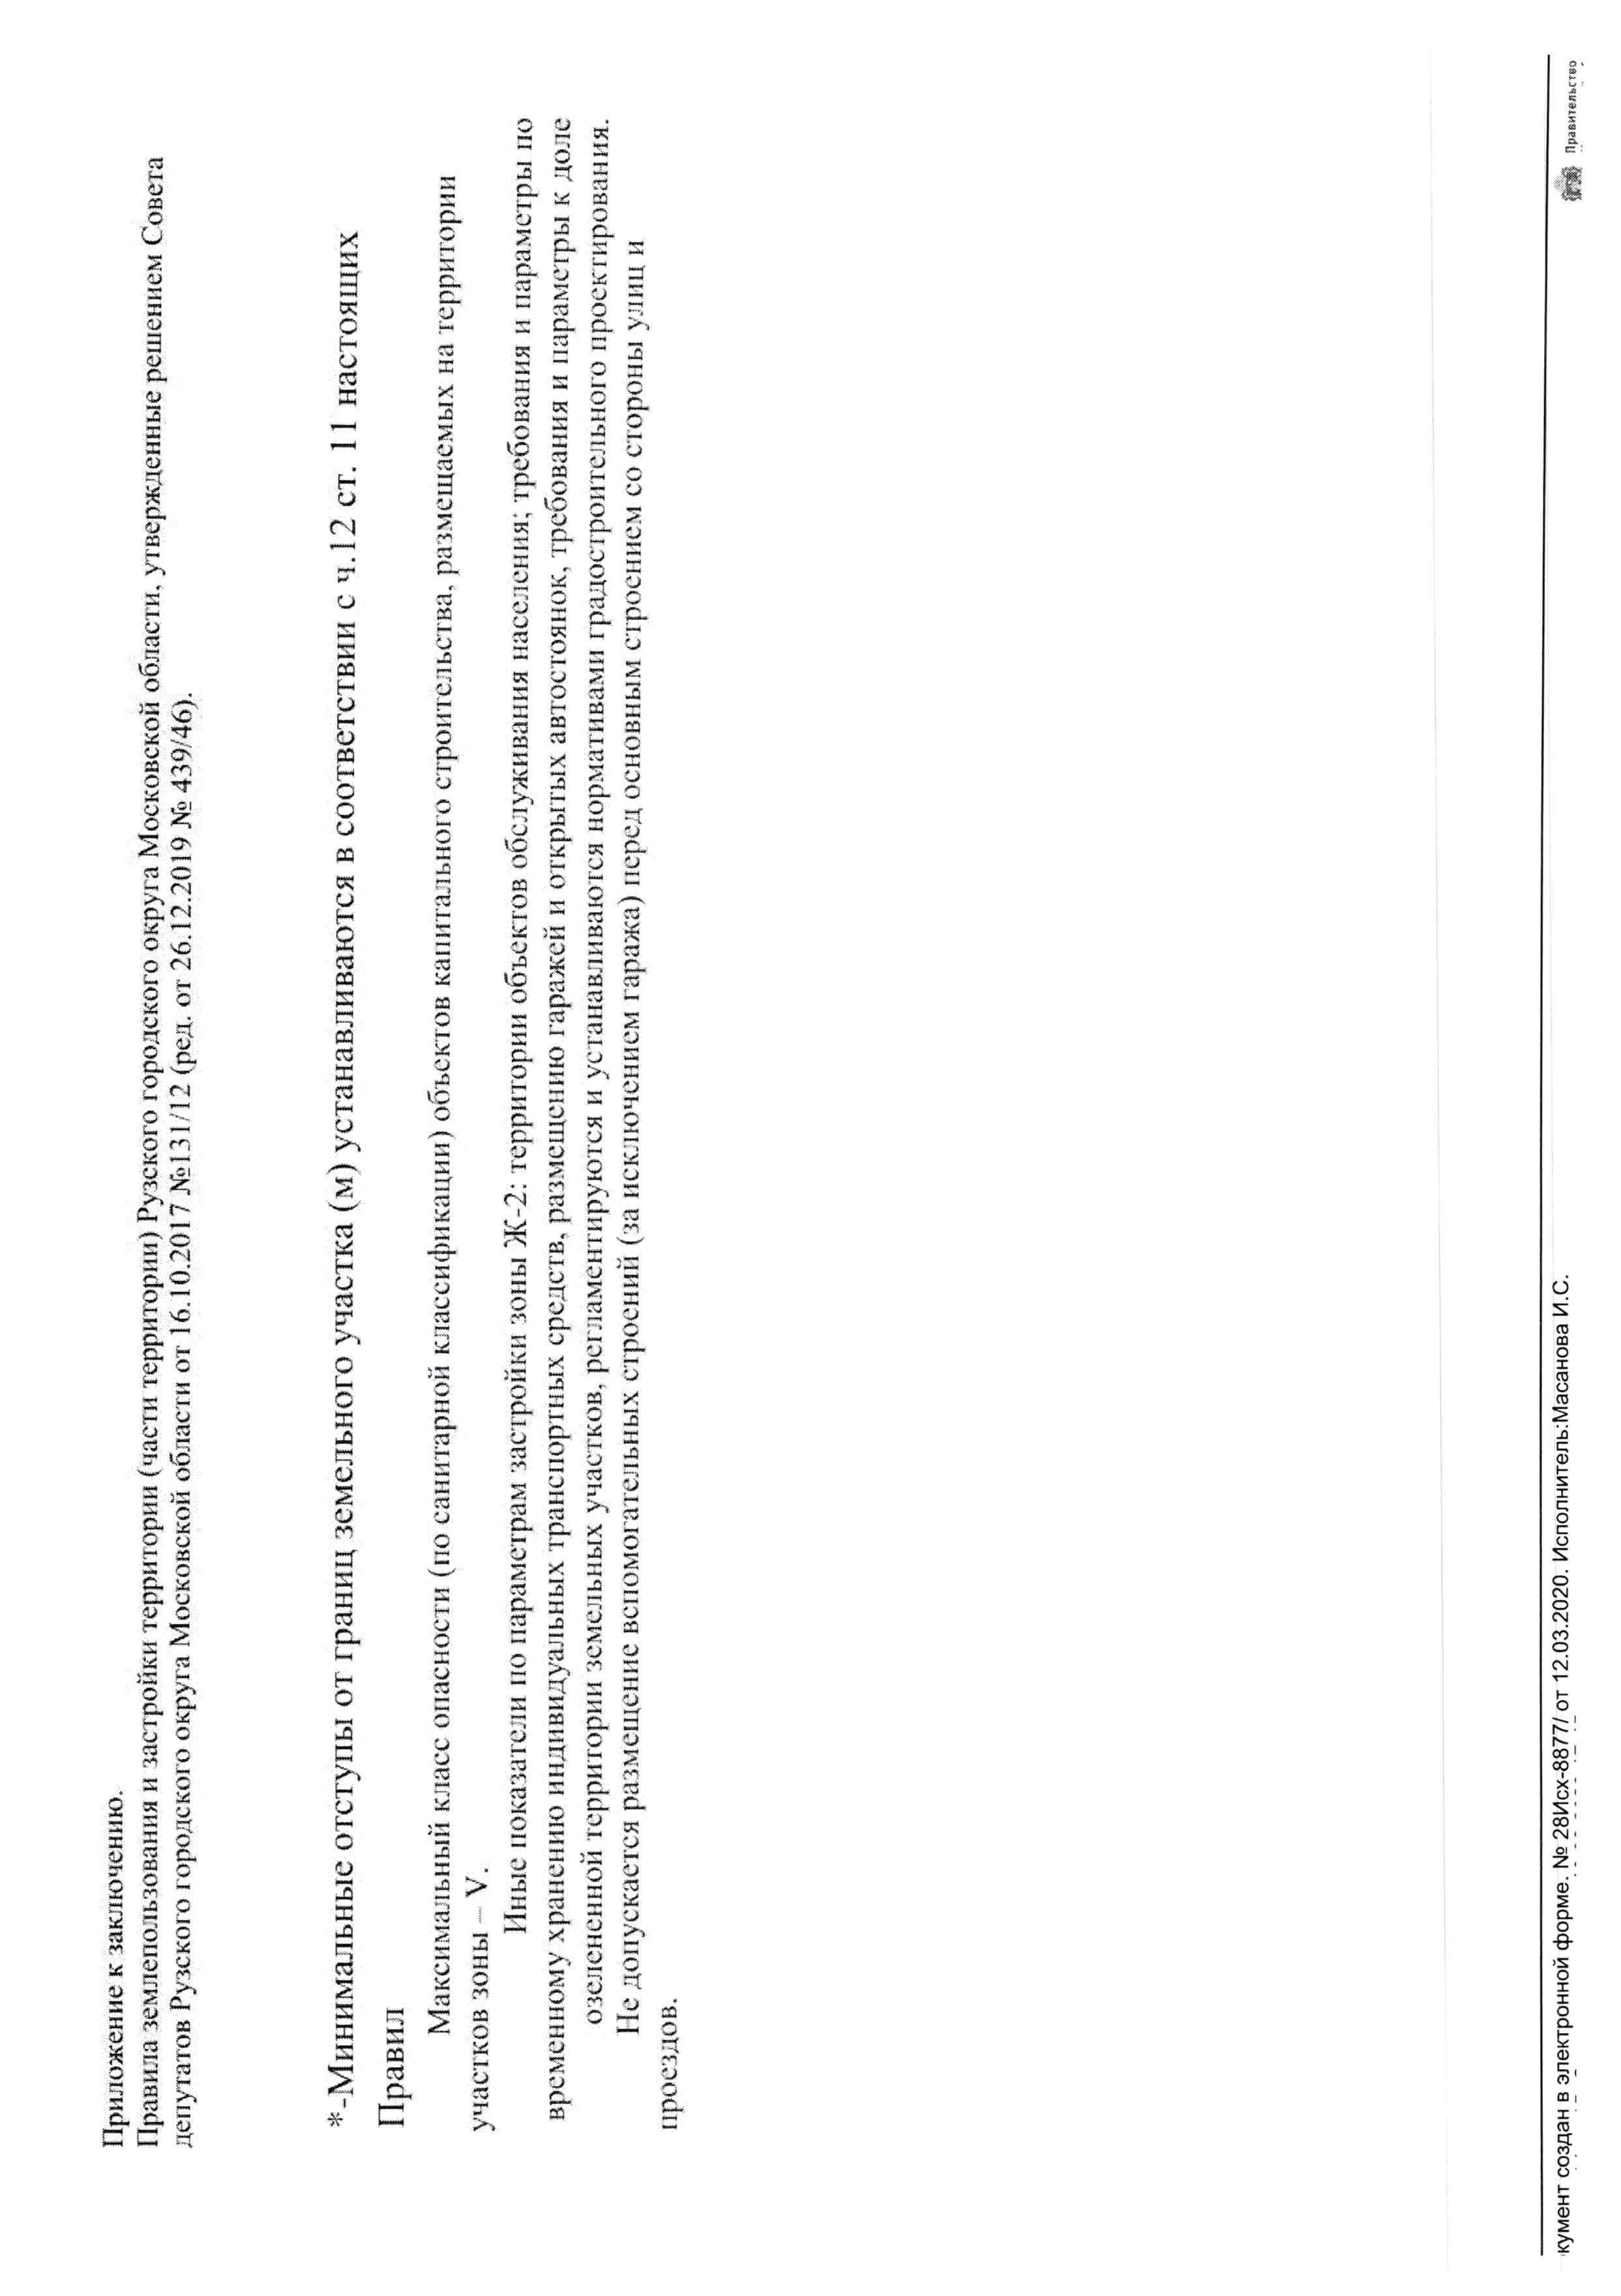 Приложение к заключению.
Правила землепользования и застройки территории (части территории) Рузского городского округа Московской области, утвержденные решением Совета
депутатов Рузского городского округа Московской области от 16.10.2017 №131/12 (ред. от 26.12.2019 № 439/46).
*-Минимальные отступы от границ земельного участка (м) устанавливаются в соответствии с ч.12 ст. 11 настоящих
Правил
Максимальный класс опасности (по санитарной классификации) объектов капитального строительства, размещаемых на территории
участков зоны – V.
Иные показатели по параметрам застройки зоны Ж-2: территории объектов обслуживания населения; требования и параметры по
временному хранению индивидуальных транспортных средств, размещению гаражей и открытых автостоянок, требования и параметры к доле
озелененной территории земельных участков, регламентируются и устанавливаются нормативами градостроительного проектирования.
Не допускается размещение вспомогательных строений (за исключением гаража) перед основным строением со стороны улиц и
проездов.
кумент создан в электронной форме. № 28Исх-8877/ от 12.03.2020. Исполнитель:Масанова И.С.
Правительство